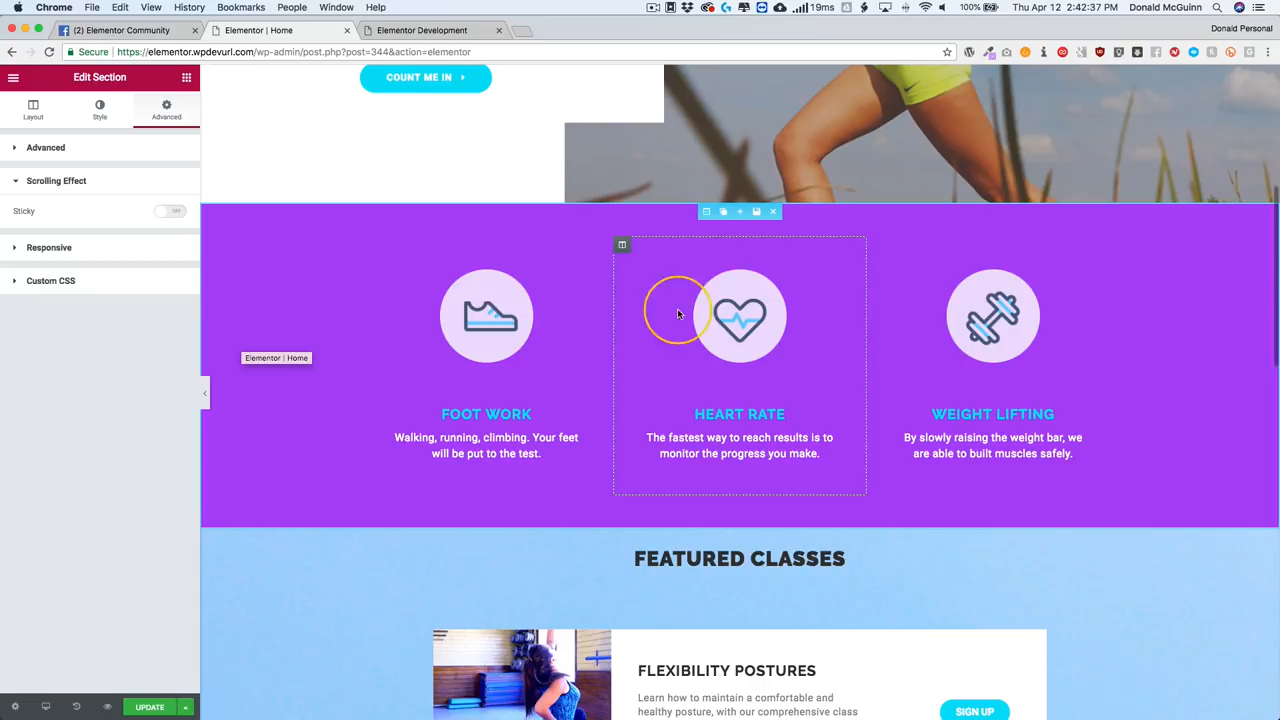 Chrome File Edit View History Bookmarks People Window Help
19ms
100%
Thu Apr 12 2:42:37 PM Donald McGuinn
(2) Elementor Community
Elementor | Home
Elementor Development
Donald Personal
Secure | https://elementor.wpdevurl.com/wp-admin/post.php?post=344&action=elementor
Edit Section
Layout
Style
Advanced
Advanced
Scrolling Effect
Sticky
OFF
Responsive
Custom CSS
UPDATE
COUNT ME IN
Elementor | Home
FOOT WORK
Walking, running, climbing. Your feet
will be put to the test.
HEART RATE
The fastest way to reach results is to
monitor the progress you make.
WEIGHT LIFTING
By slowly raising the weight bar, we
are able to built muscles safely.
FEATURED CLASSES
FLEXIBILITY POSTURES
Learn how to maintain a comfortable and
healthy posture, with our comprehensive class
SIGN UP